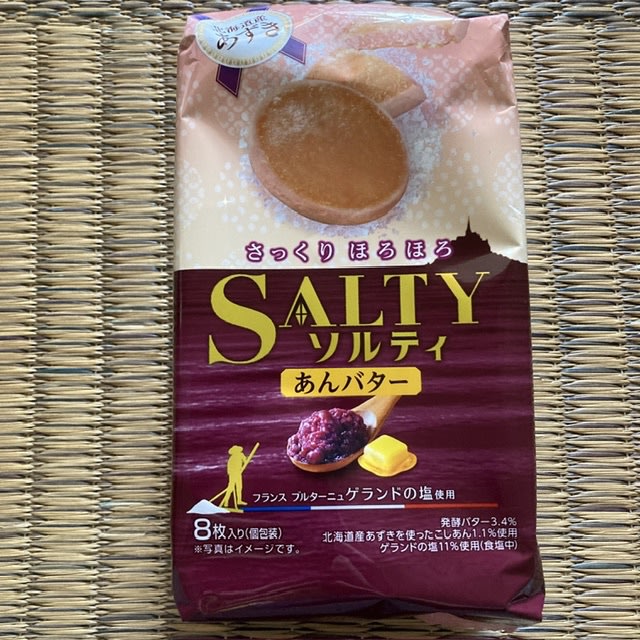 北海道産
あずき
さっくり ほろほろ
SALTY
ソルティ
あんバター
フランス ブルターニュゲランドの塩使用
8枚入り(個包装)
※写真はイメージです。
発酵バター3.4%
北海道産あずきを使ったこしあん1.1%使用
ゲランドの塩11%使用(食塩中)